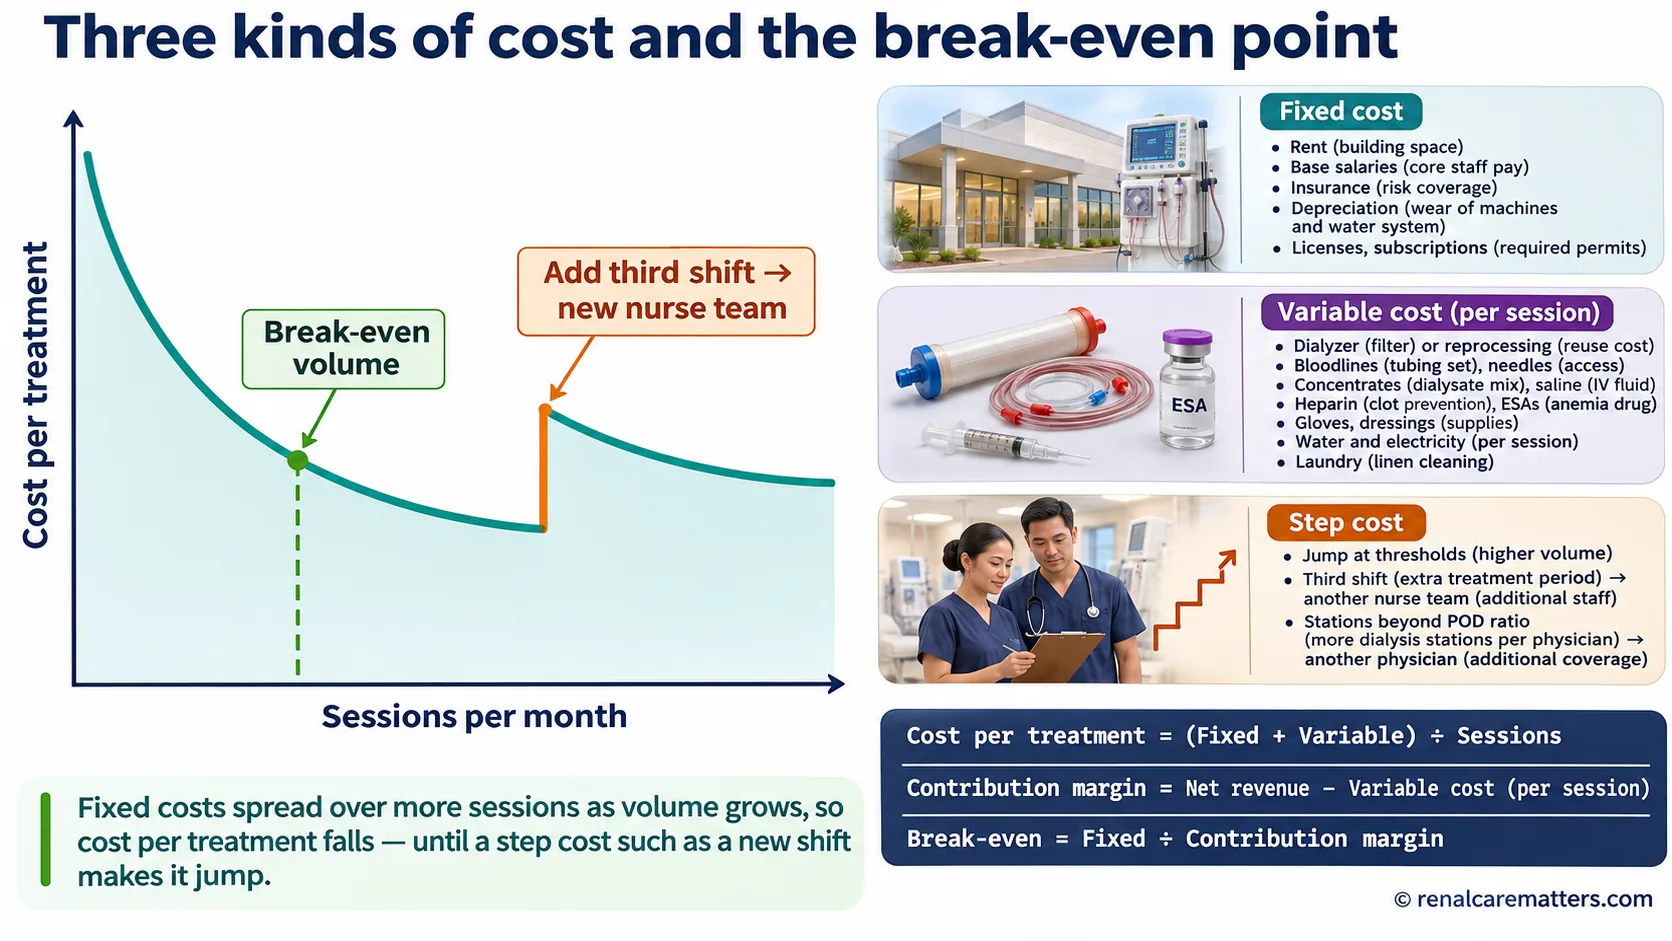 Three kinds of cost and the break-even point
Cost per treatment
Break-even
volume
Add third shift →
new nurse team
Sessions per month
Fixed costs spread over more sessions as volume grows, so
cost per treatment falls — until a step cost such as a new shift
makes it jump.
Fixed cost
• Rent (building space)
• Base salaries (core staff pay)
• Insurance (risk coverage)
• Depreciation (wear of machines
and water system)
• Licenses, subscriptions (required permits)
ESA
Variable cost (per session)
• Dialyzer (filter) or reprocessing (reuse cost)
• Bloodlines (tubing set), needles (access)
• Concentrates (dialysate mix), saline (IV fluid)
• Heparin (clot prevention), ESAs (anemia drug)
• Gloves, dressings (supplies)
• Water and electricity (per session)
• Laundry (linen cleaning)
Step cost
• Jump at thresholds (higher volume)
• Third shift (extra treatment period) →
another nurse team (additional staff)
• Stations beyond POD ratio
(more dialysis stations per physician) →
another physician (additional coverage)
Cost per treatment = (Fixed + Variable) ÷ Sessions
Contribution margin = Net revenue − Variable cost (per session)
Break-even = Fixed ÷ Contribution margin
© renalcarematters.com